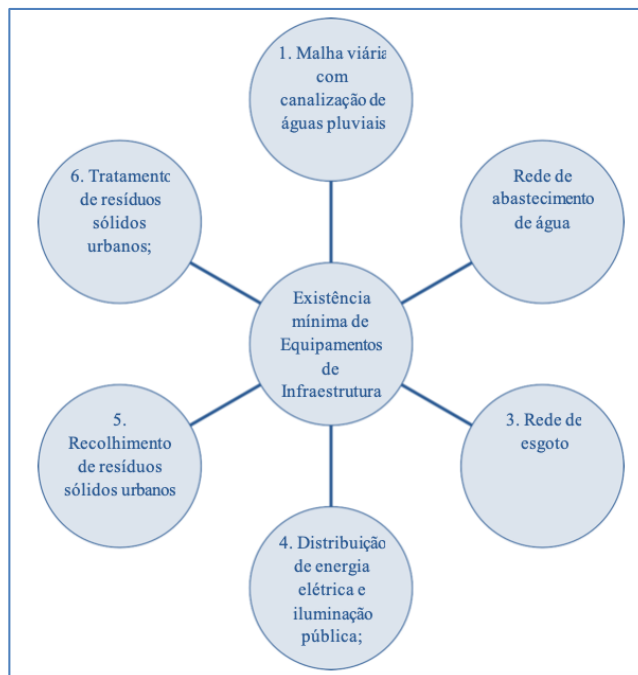 1. Malha viária
com
canalização de
águas pluviais
Rede de
abastecimento
de água
3. Rede de
esgoto
4. Distribuição
de energia
elétrica e
iluminação
pública;
5.
Recolhimento
de resíduos
sólidos urbanos
6. Tratamento
de resíduos
sólidos
urbanos;
Existência
mínima de
Equipamentos
de
Infraestrutura